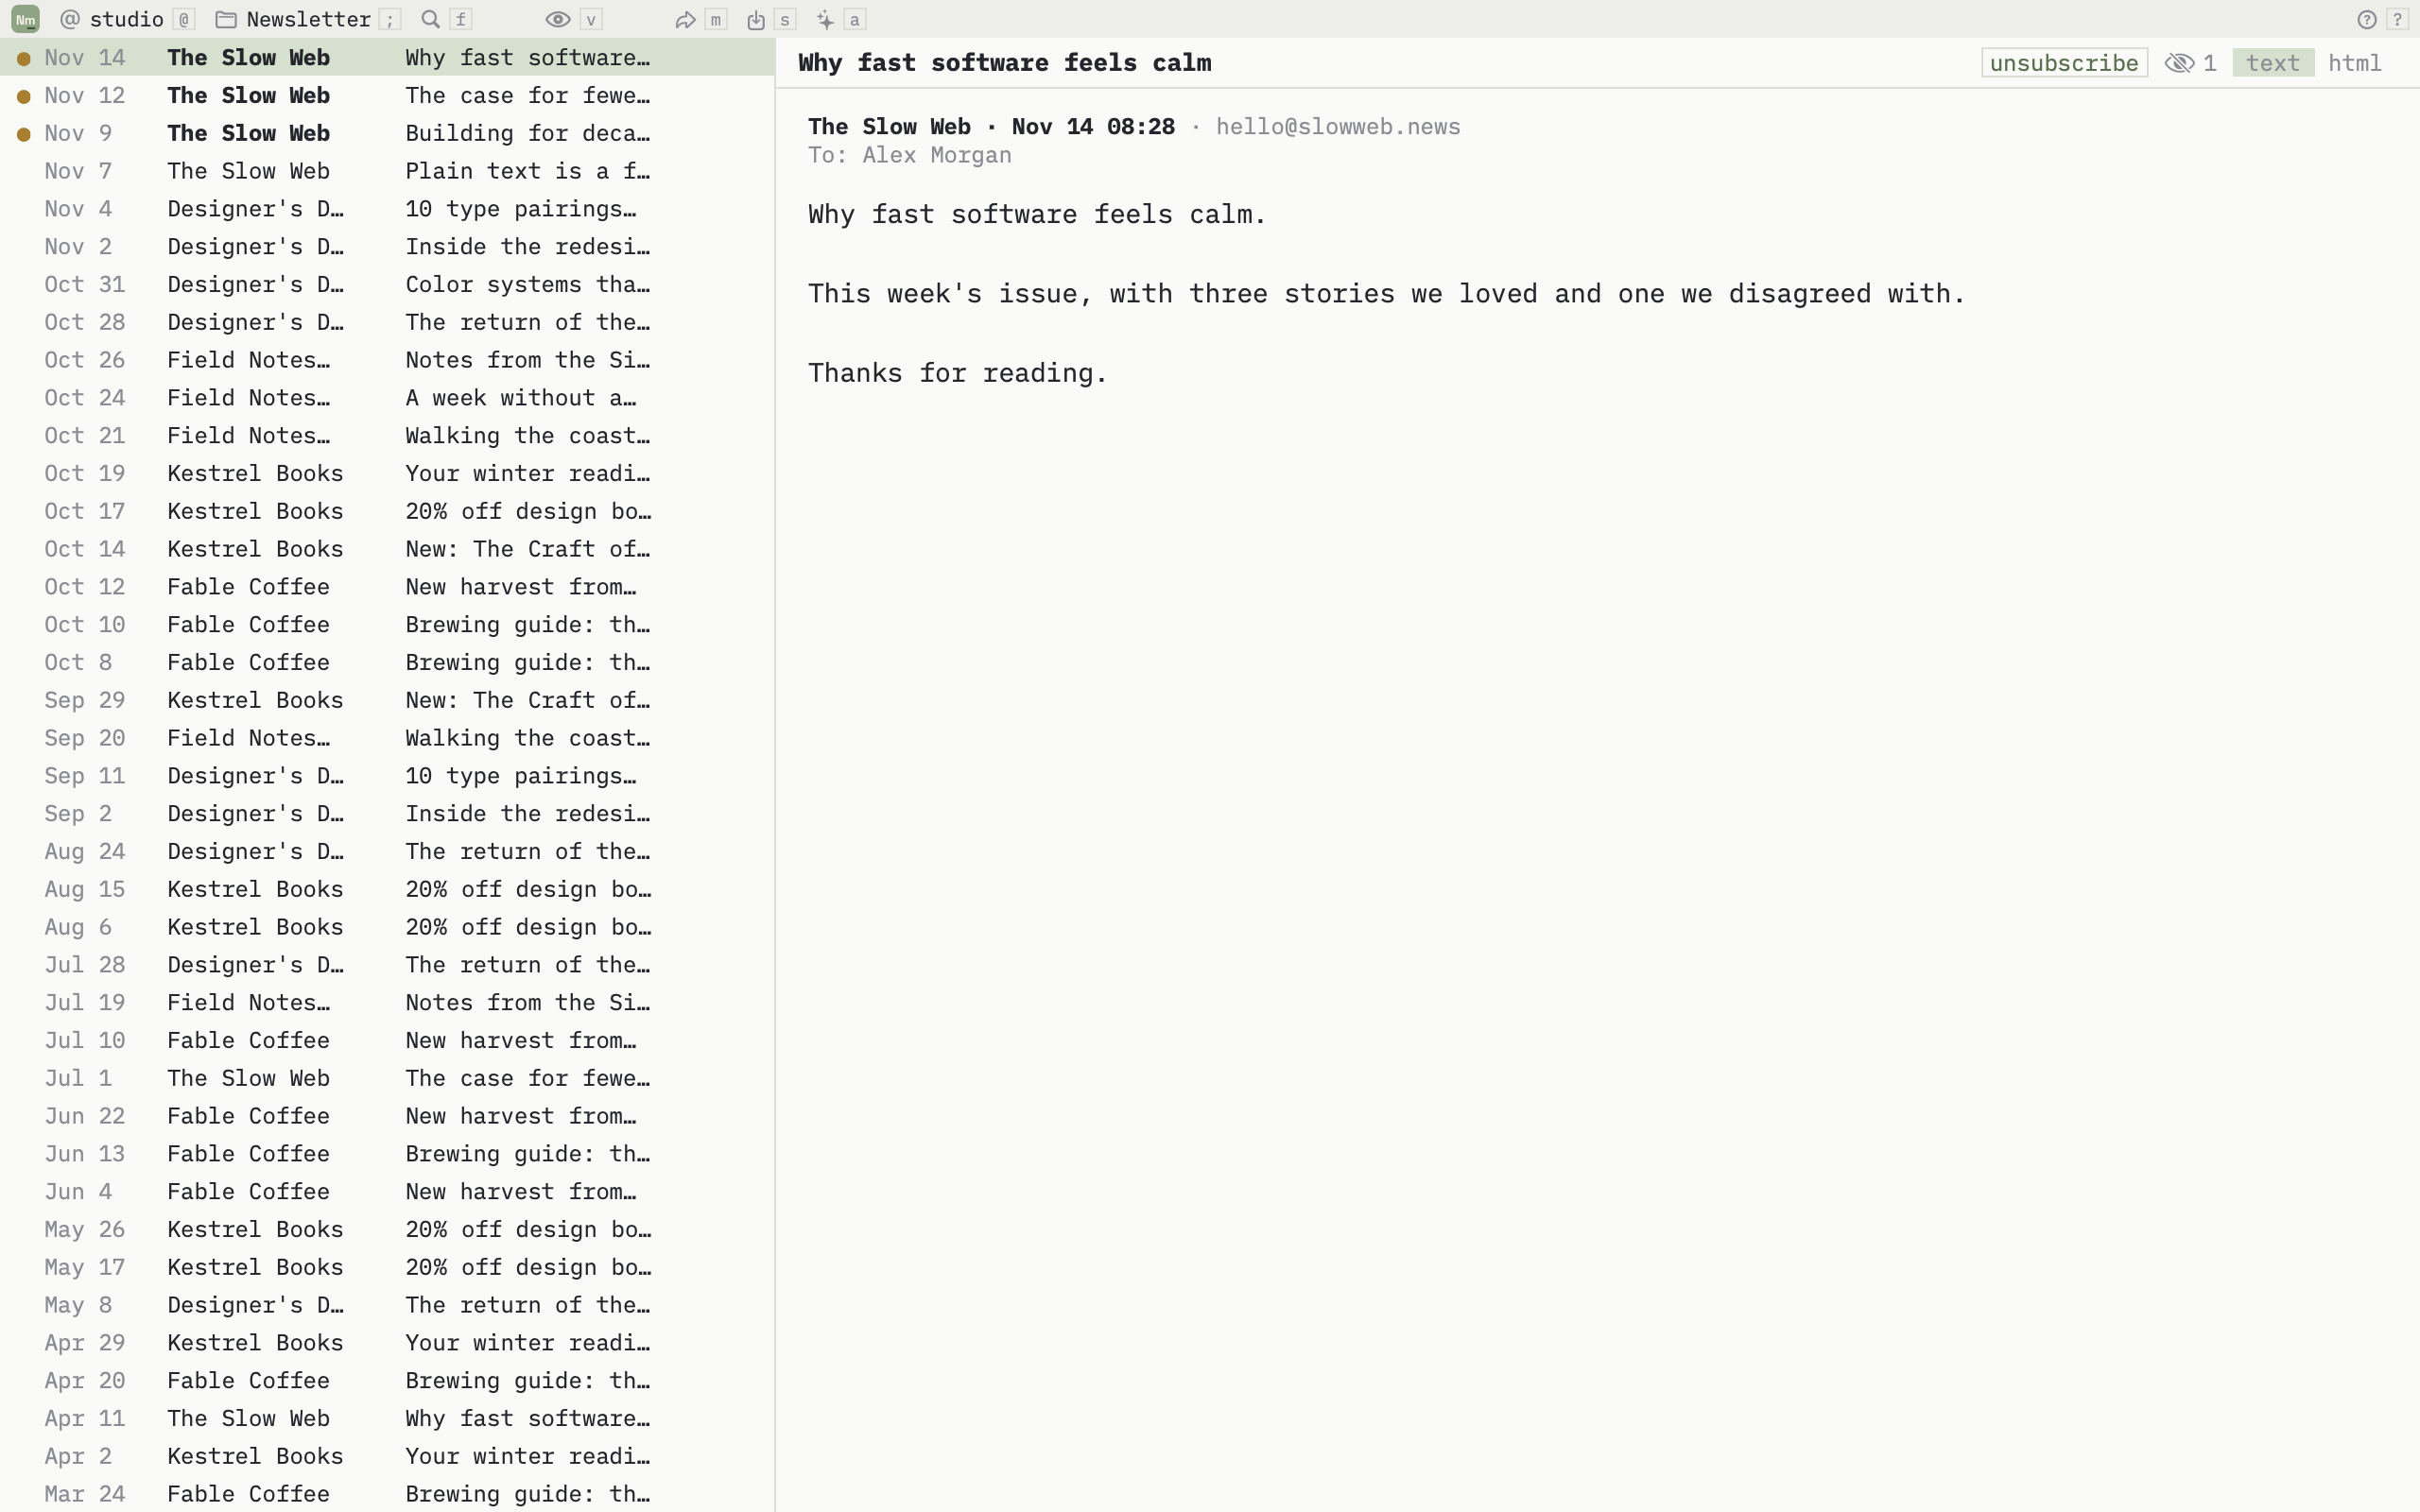 Nm @ studio @ Newsletter ; f v m s a ? ?
Nov 14 The Slow Web Why fast software…
Nov 12 The Slow Web The case for fewe…
Nov 9 The Slow Web Building for deca…
Nov 7 The Slow Web Plain text is a f…
Nov 4 Designer's D… 10 type pairings…
Nov 2 Designer's D… Inside the redesi…
Oct 31 Designer's D… Color systems tha…
Oct 28 Designer's D… The return of the…
Oct 26 Field Notes… Notes from the Si…
Oct 24 Field Notes… A week without a…
Oct 21 Field Notes… Walking the coast…
Oct 19 Kestrel Books Your winter readi…
Oct 17 Kestrel Books 20% off design bo…
Oct 14 Kestrel Books New: The Craft of…
Oct 12 Fable Coffee New harvest from…
Oct 10 Fable Coffee Brewing guide: th…
Oct 8 Fable Coffee Brewing guide: th…
Sep 29 Kestrel Books New: The Craft of…
Sep 20 Field Notes… Walking the coast…
Sep 11 Designer's D… 10 type pairings…
Sep 2 Designer's D… Inside the redesi…
Aug 24 Designer's D… The return of the…
Aug 15 Kestrel Books 20% off design bo…
Aug 6 Kestrel Books 20% off design bo…
Jul 28 Designer's D… The return of the…
Jul 19 Field Notes… Notes from the Si…
Jul 10 Fable Coffee New harvest from…
Jul 1 The Slow Web The case for fewe…
Jun 22 Fable Coffee New harvest from…
Jun 13 Fable Coffee Brewing guide: th…
Jun 4 Fable Coffee New harvest from…
May 26 Kestrel Books 20% off design bo…
May 17 Kestrel Books 20% off design bo…
May 8 Designer's D… The return of the…
Apr 29 Kestrel Books Your winter readi…
Apr 20 Fable Coffee Brewing guide: th…
Apr 11 The Slow Web Why fast software…
Apr 2 Kestrel Books Your winter readi…
Mar 24 Fable Coffee Brewing guide: th…
Why fast software feels calm unsubscribe 1 text html
The Slow Web · Nov 14 08:28 · hello@slowweb.news
To: Alex Morgan
Why fast software feels calm.
This week's issue, with three stories we loved and one we disagreed with.
Thanks for reading.